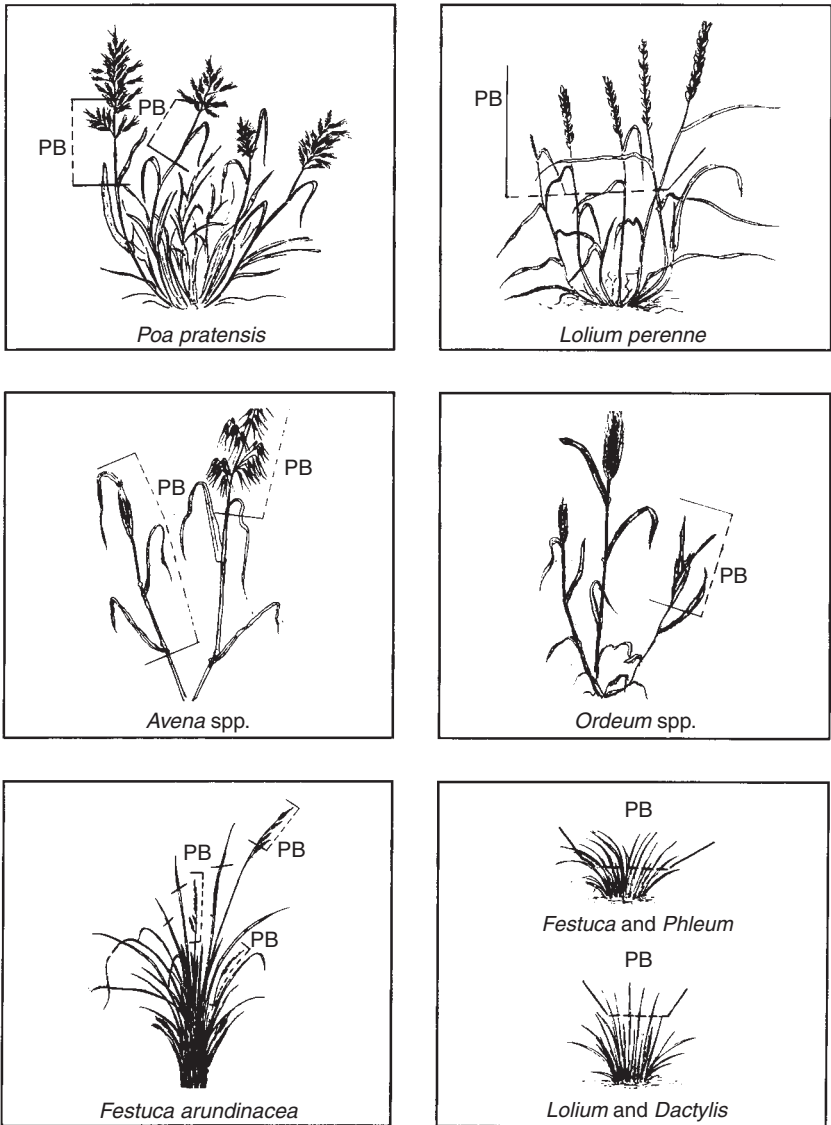 PB
PB
Poa pratensis
PB
Lolium perenne
PB
PB
Avena spp.
PB
Ordeum spp.
PB
PB
PB
Festuca arundinacea
PB
Festuca and Phleum
PB
Lolium and Dactylis